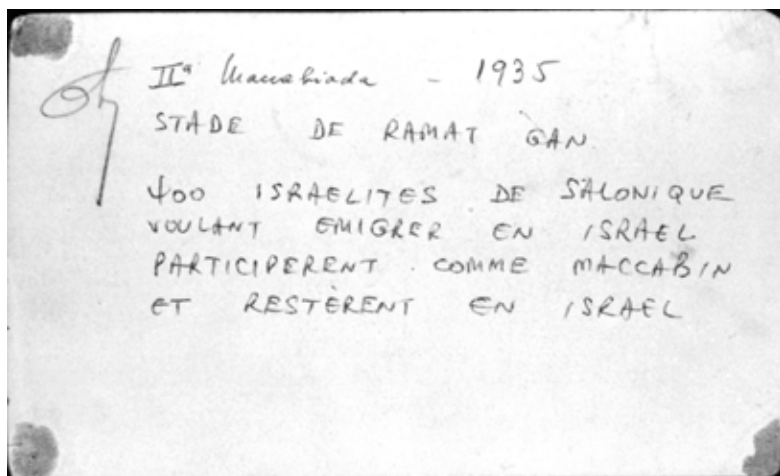 IIa Maccabiada - 1935
STADE DE RAMAT GAN
400 ISRAELITES DE SALONIQUE
VOULANT EMIGRER EN ISRAEL
PARTICIPERENT COMME MACCABIN
ET RESTÈRENT EN ISRAEL